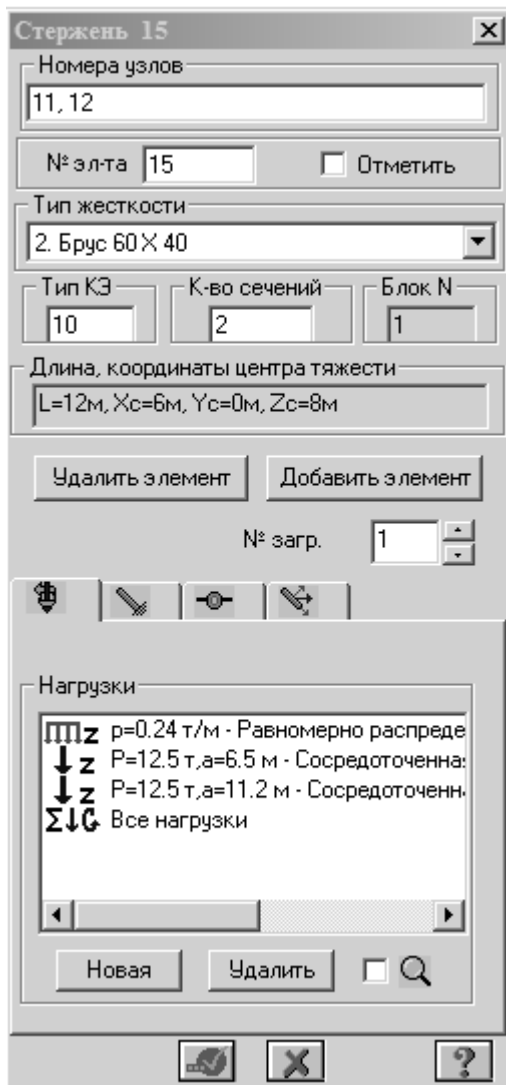 Стержень 15
Номера узлов
11, 12
№ эл-та 15 Отметить
Тип жесткости
2. Брус 60 X 40
Тип КЭ К-во сечений Блок N
10 2 1
Длина, координаты центра тяжести
L=12м, Xc=6м, Yc=0м, Zc=8м
Удалить элемент Добавить элемент
№ загр. 1
Нагрузки
z p=0.24 т/м - Равномерно распреде
z P=12.5 т,a=6.5 м - Сосредоточенна
z P=12.5 т,a=11.2 м - Сосредоточенн
Σ Все нагрузки
Новая Удалить
?